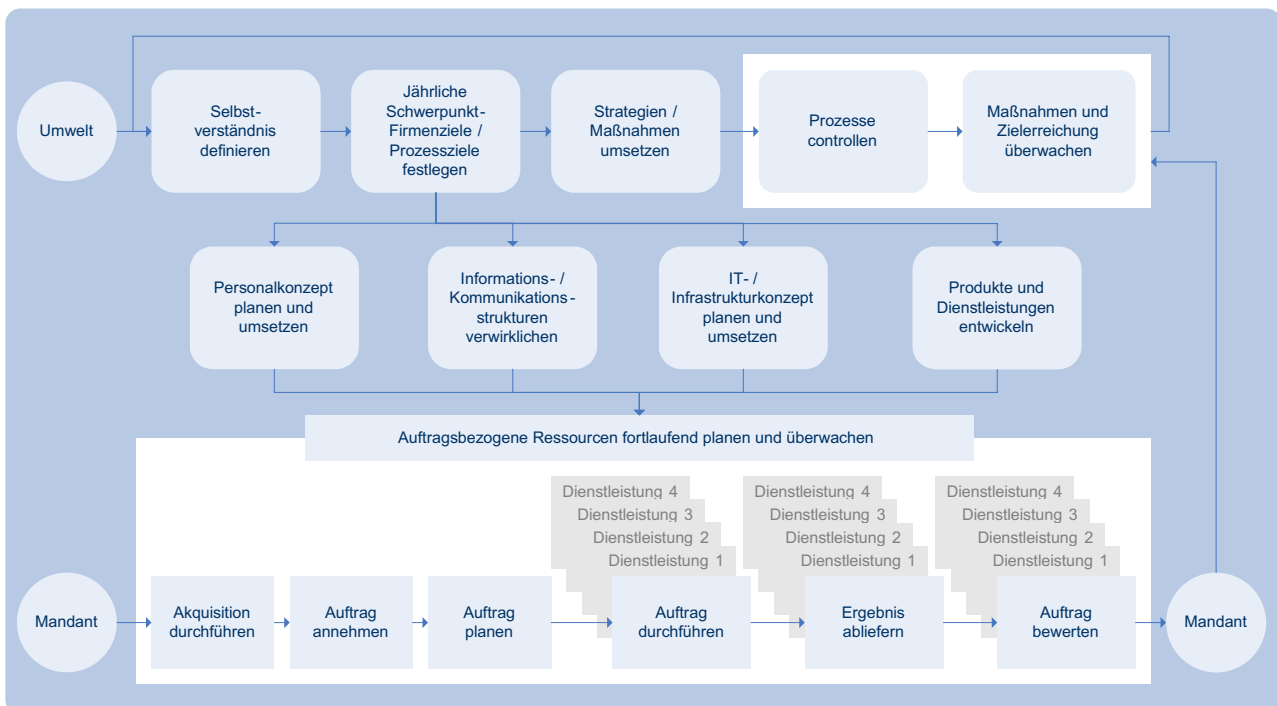 Umwelt
Selbst-
verständnis
definieren
Jährliche
Schwerpunkt-
Firmenziele /
Prozessziele
festlegen
Strategien /
Maßnahmen
umsetzen
Prozesse
controllen
Maßnahmen und
Zielerreichung
überwachen
Personalkonzept
planen und
umsetzen
Informations- /
Kommunikations-
strukturen
verwirklichen
IT- /
Infrastrukturkonzept
planen und
umsetzen
Produkte und
Dienstleistungen
entwickeln
Auftragsbezogene Ressourcen fortlaufend planen und überwachen
Dienstleistung 4
Dienstleistung 3
Dienstleistung 2
Dienstleistung 1
Dienstleistung 4
Dienstleistung 3
Dienstleistung 2
Dienstleistung 1
Dienstleistung 4
Dienstleistung 3
Dienstleistung 2
Dienstleistung 1
Mandant
Akquisition
durchführen
Auftrag
annehmen
Auftrag
planen
Auftrag
durchführen
Ergebnis
abliefern
Auftrag
bewerten
Mandant